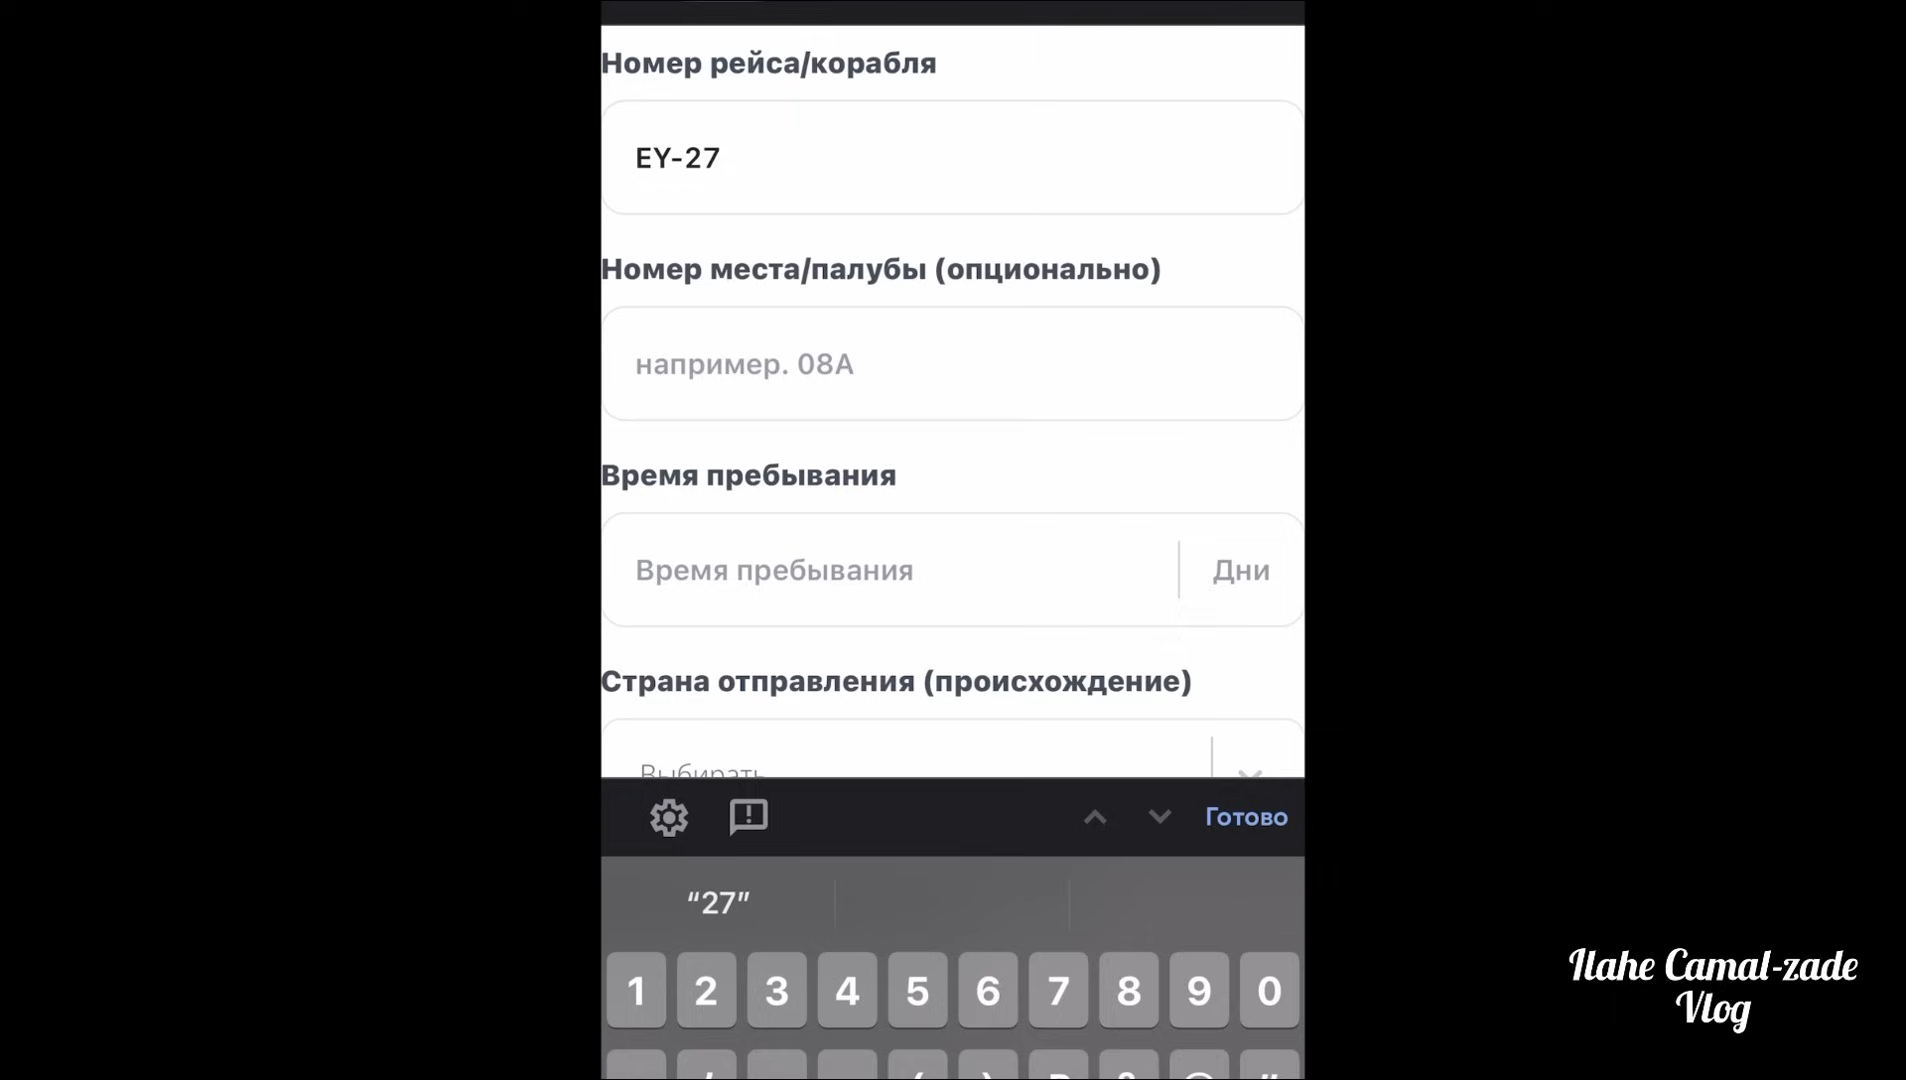 Номер рейса/корабля
EY-27
Номер места/палубы (опционально)
например. 08A
Время пребывания
Время пребывания Дни
Страна отправления (происхождение)
Выбирать
Готово
“27”
1 2 3 4 5 6 7 8 9 0
Ilahe Camal-zade
Vlog